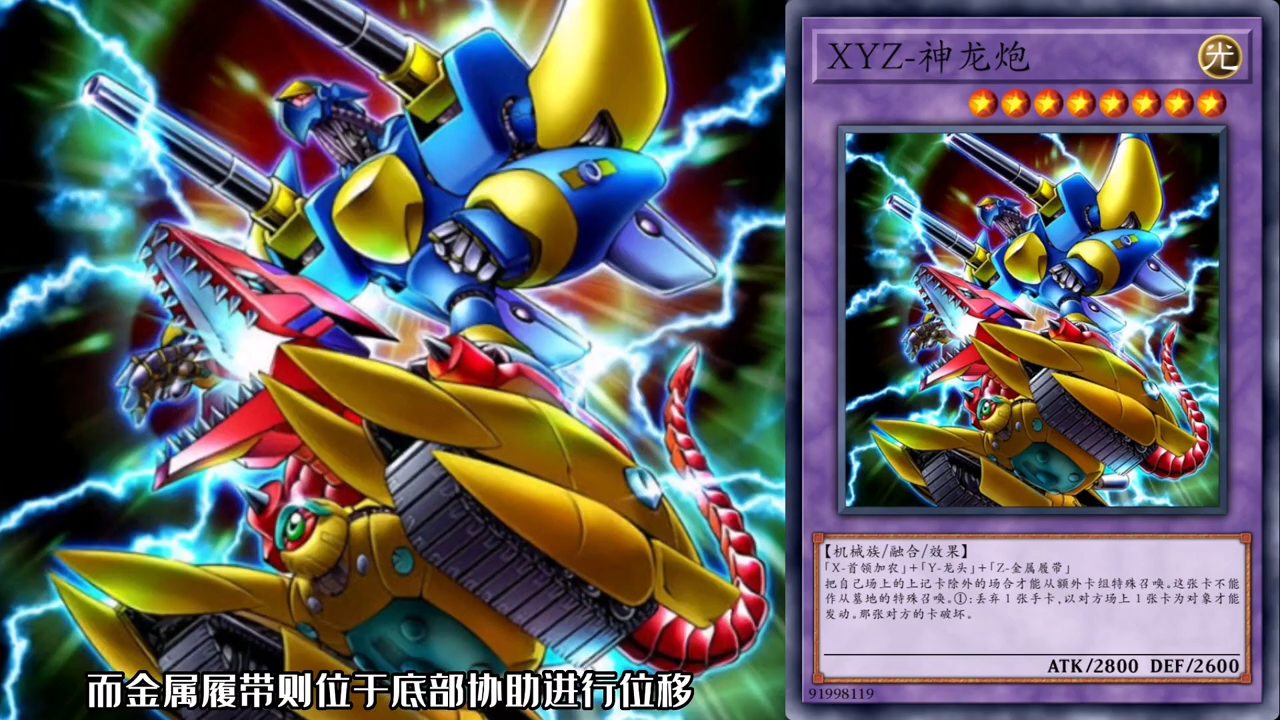 XYZ-神龙炮
光
【机械族/融合/效果】
「X-首领加农」+「Y-龙头」+「Z-金属履带」
把自己场上的上记卡除外的场合才能从额外卡组特殊召唤。这张卡不能
作从墓地的特殊召唤。①:丢弃1张手卡,以对方场上1张卡为对象才能
发动。那张对方的卡破坏。
ATK/2800 DEF/2600
91998119
而金属履带则位于底部协助进行位移